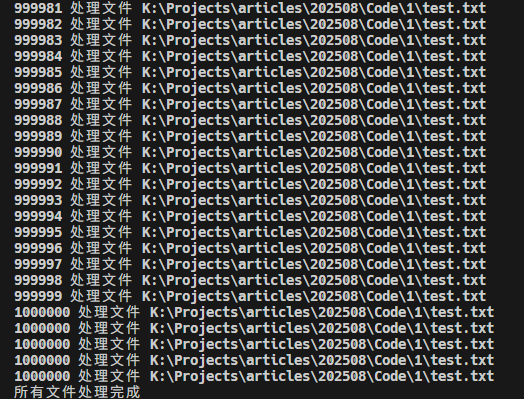 999981 处理文件 K:\Projects\articles\202508\Code\1\test.txt
999982 处理文件 K:\Projects\articles\202508\Code\1\test.txt
999983 处理文件 K:\Projects\articles\202508\Code\1\test.txt
999984 处理文件 K:\Projects\articles\202508\Code\1\test.txt
999985 处理文件 K:\Projects\articles\202508\Code\1\test.txt
999986 处理文件 K:\Projects\articles\202508\Code\1\test.txt
999987 处理文件 K:\Projects\articles\202508\Code\1\test.txt
999988 处理文件 K:\Projects\articles\202508\Code\1\test.txt
999989 处理文件 K:\Projects\articles\202508\Code\1\test.txt
999990 处理文件 K:\Projects\articles\202508\Code\1\test.txt
999991 处理文件 K:\Projects\articles\202508\Code\1\test.txt
999992 处理文件 K:\Projects\articles\202508\Code\1\test.txt
999993 处理文件 K:\Projects\articles\202508\Code\1\test.txt
999994 处理文件 K:\Projects\articles\202508\Code\1\test.txt
999995 处理文件 K:\Projects\articles\202508\Code\1\test.txt
999996 处理文件 K:\Projects\articles\202508\Code\1\test.txt
999997 处理文件 K:\Projects\articles\202508\Code\1\test.txt
999998 处理文件 K:\Projects\articles\202508\Code\1\test.txt
999999 处理文件 K:\Projects\articles\202508\Code\1\test.txt
1000000 处理文件 K:\Projects\articles\202508\Code\1\test.txt
1000000 处理文件 K:\Projects\articles\202508\Code\1\test.txt
1000000 处理文件 K:\Projects\articles\202508\Code\1\test.txt
1000000 处理文件 K:\Projects\articles\202508\Code\1\test.txt
1000000 处理文件 K:\Projects\articles\202508\Code\1\test.txt
所有文件处理完成